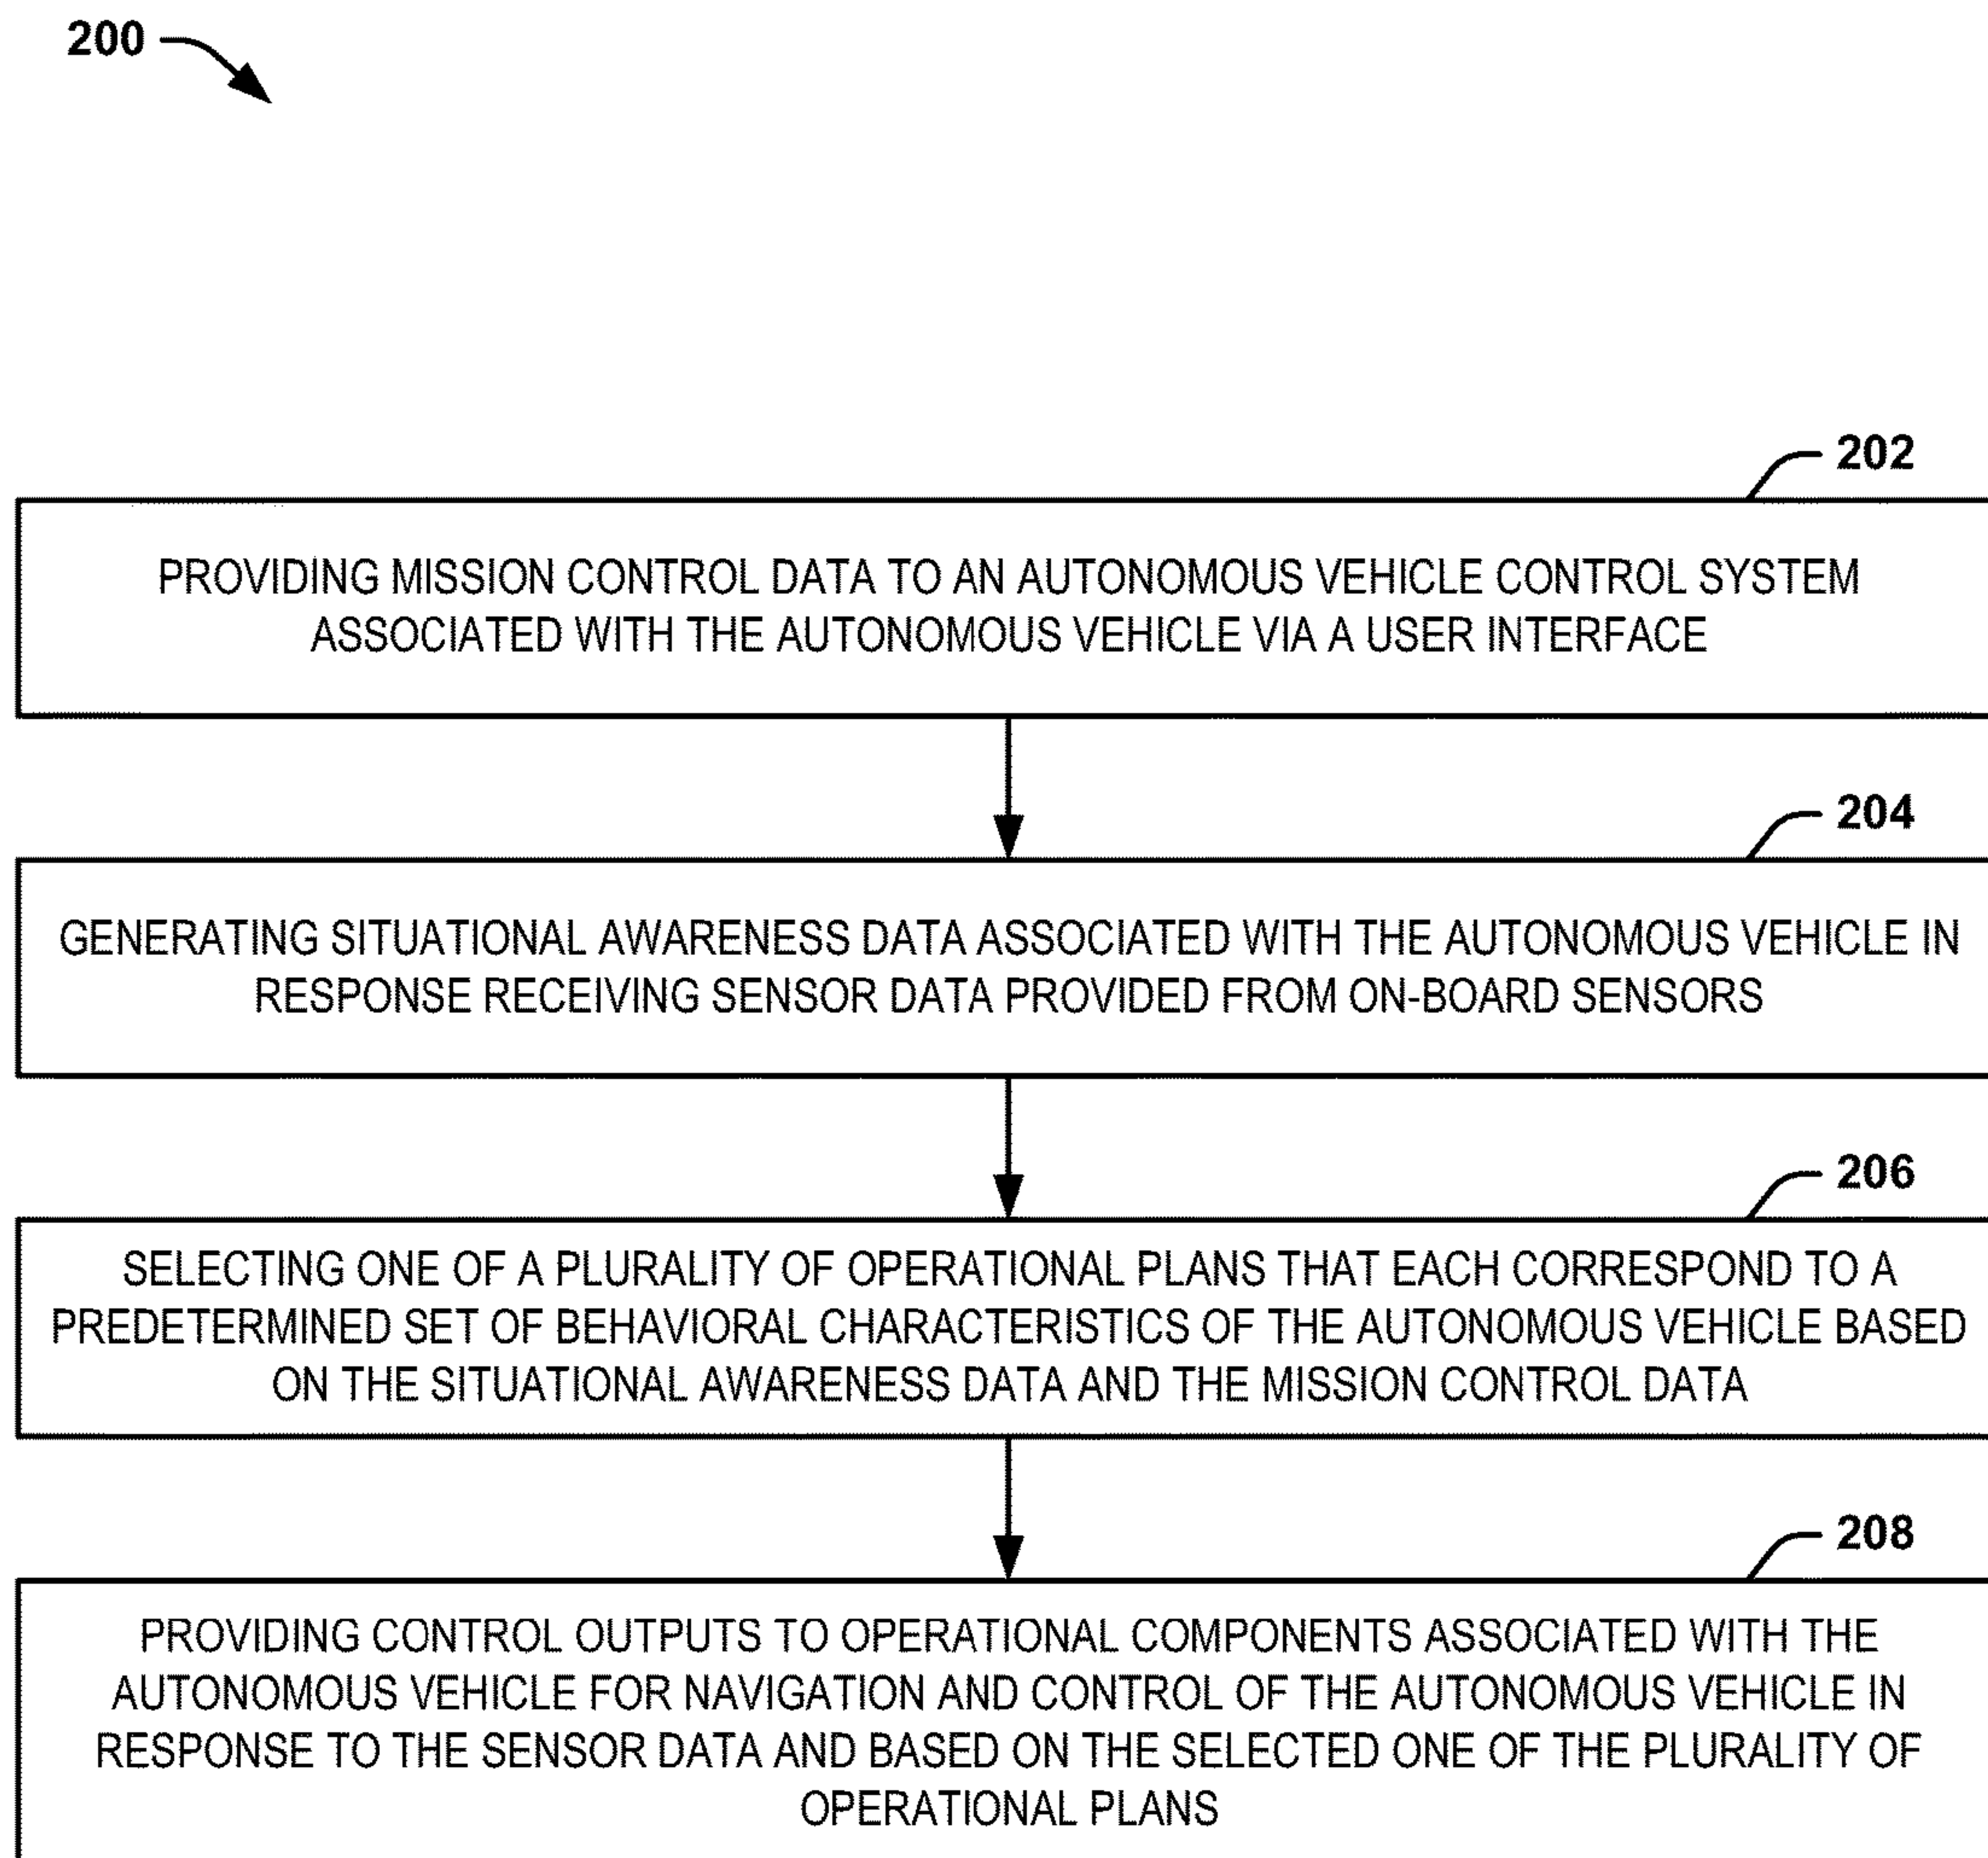 200
202
PROVIDING MISSION CONTROL DATA TO AN AUTONOMOUS VEHICLE CONTROL SYSTEM
ASSOCIATED WITH THE AUTONOMOUS VEHICLE VIA A USER INTERFACE
204
GENERATING SITUATIONAL AWARENESS DATA ASSOCIATED WITH THE AUTONOMOUS VEHICLE IN
RESPONSE RECEIVING SENSOR DATA PROVIDED FROM ON-BOARD SENSORS
206
SELECTING ONE OF A PLURALITY OF OPERATIONAL PLANS THAT EACH CORRESPOND TO A
PREDETERMINED SET OF BEHAVIORAL CHARACTERISTICS OF THE AUTONOMOUS VEHICLE BASED
ON THE SITUATIONAL AWARENESS DATA AND THE MISSION CONTROL DATA
208
PROVIDING CONTROL OUTPUTS TO OPERATIONAL COMPONENTS ASSOCIATED WITH THE
AUTONOMOUS VEHICLE FOR NAVIGATION AND CONTROL OF THE AUTONOMOUS VEHICLE IN
RESPONSE TO THE SENSOR DATA AND BASED ON THE SELECTED ONE OF THE PLURALITY OF
OPERATIONAL PLANS